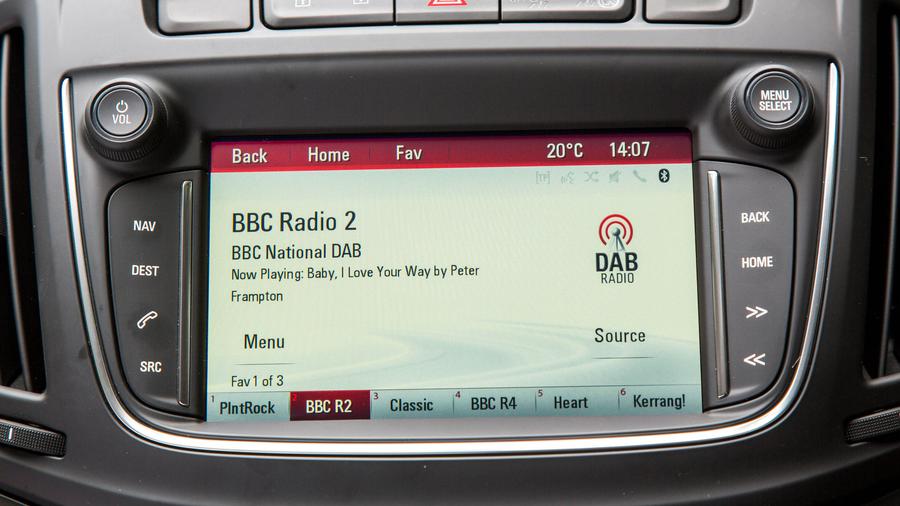 VOL
MENU
SELECT
Back Home Fav 20°C 14:07
TP
NAV
DEST
SRC
BBC Radio 2
BBC National DAB
Now Playing: Baby, I Love Your Way by Peter
Frampton
DAB
RADIO
Menu Source
Fav 1 of 3
1 PlntRock 2 BBC R2 3 Classic 4 BBC R4 5 Heart 6 Kerrang!
BACK
HOME
>>
<<